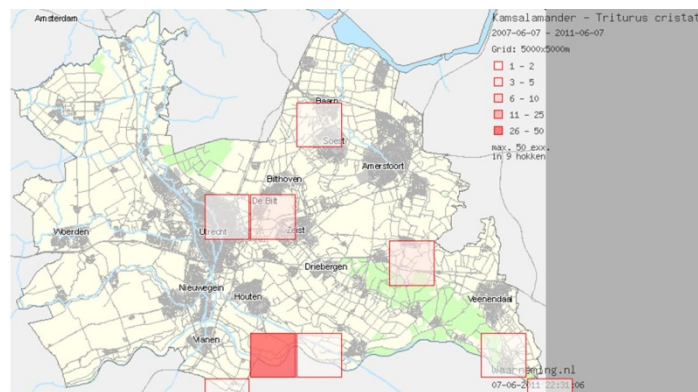 Kamsalamander - Triturus cristat
2007-06-07 - 2011-06-07
Grid: 5000x5000m
1 - 2
3 - 5
6 - 10
11 - 25
26 - 50
max. 50 exx.
in 9 hokken
Amsterdam
Baarn
Soest
Amersfoort
Bilthoven
De Bilt
Utrecht
Zeist
Woerden
Driebergen
Nieuwegein
Houten
Veenendaal
Vianen
waarneming.nl
07-06-2011 22:31:06